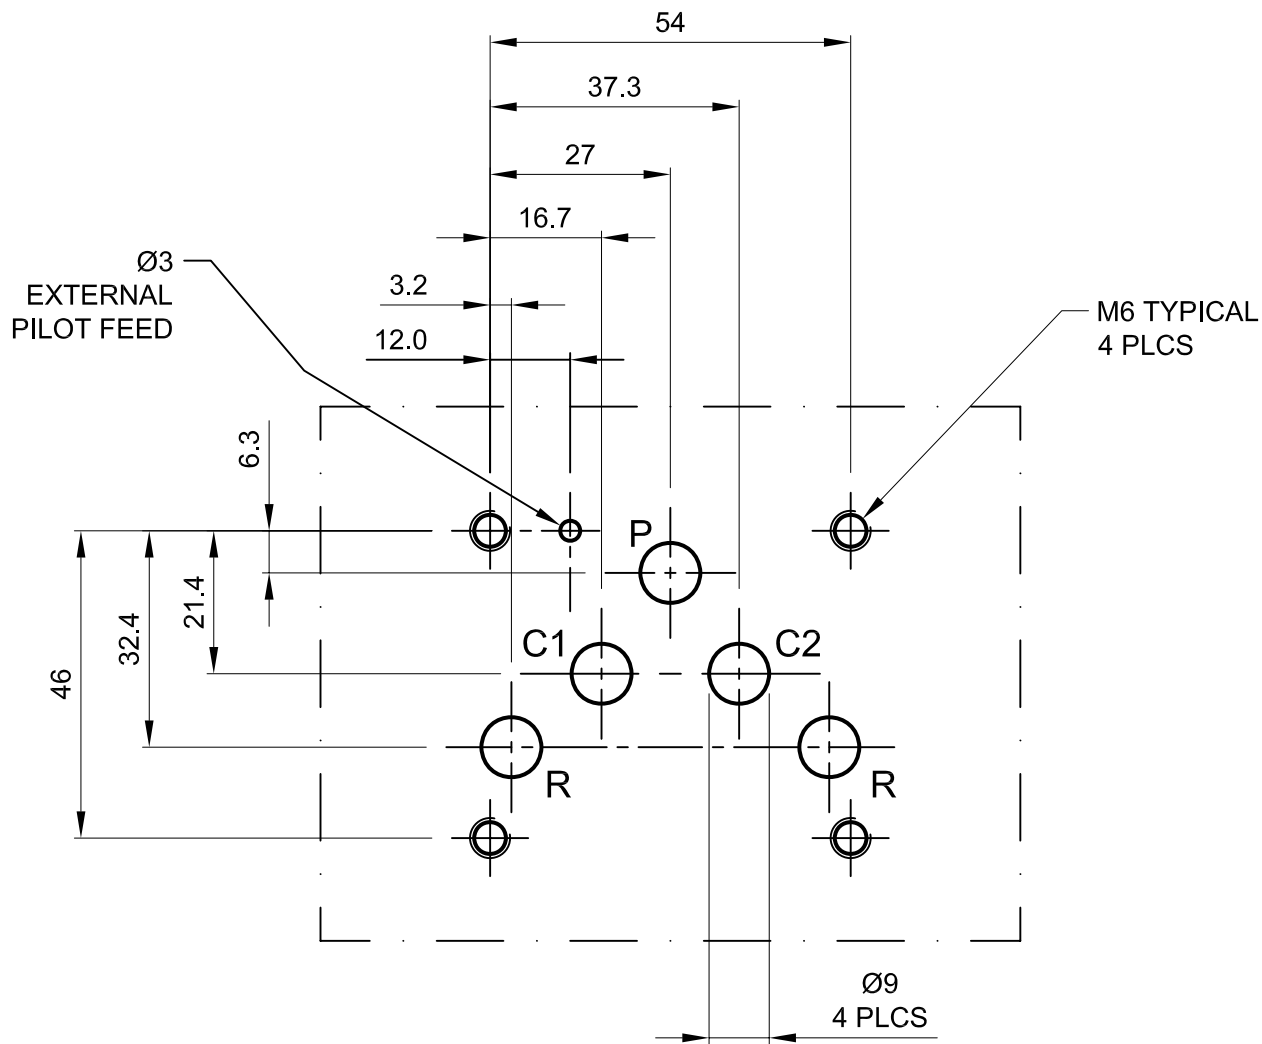 54
37.3
27
16.7
Ø3
EXTERNAL
PILOT FEED
3.2
12.0
M6 TYPICAL
4 PLCS
6.3
21.4
32.4
46
P
C1
C2
R
R
Ø9
4 PLCS